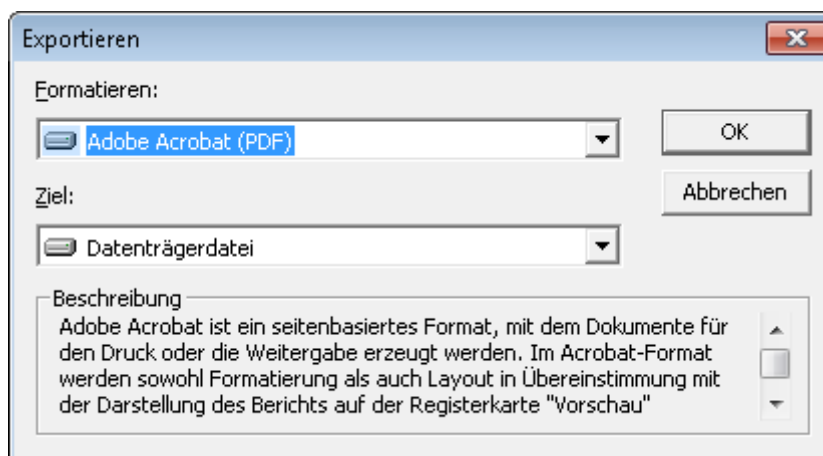 Exportieren
Formatieren:
Adobe Acrobat (PDF)
OK
Ziel:
Abbrechen
Datenträgerdatei
Beschreibung
Adobe Acrobat ist ein seitenbasiertes Format, mit dem Dokumente für
den Druck oder die Weitergabe erzeugt werden. Im Acrobat-Format
werden sowohl Formatierung als auch Layout in Übereinstimmung mit
der Darstellung des Berichts auf der Registerkarte "Vorschau"